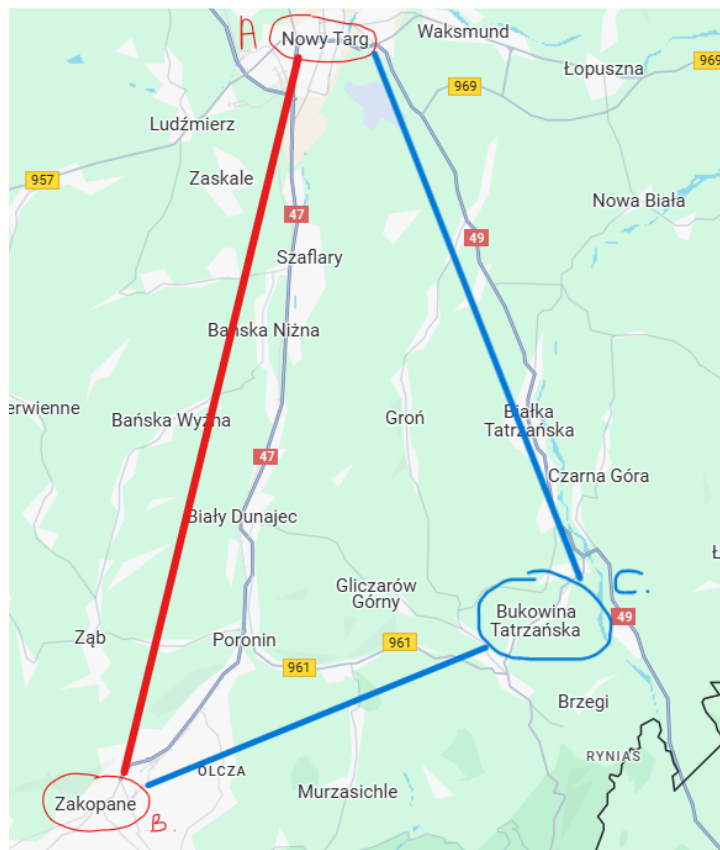 Waksmund
A
Nowy Targ
Łopuszna
969
969
Ludźmierz
957
Zaskale
Nowa Biała
47
49
Szaflary
Bańska Niżna
Bańska Wyżna
Groń
Białka
Tatrzańska
47
Czarna Góra
Biały Dunajec
Gliczarów
Górny
C.
Bukowina
Tatrzańska
49
Ząb
Poronin
961
961
Brzegi
RYNIAS
OLCZA
Murzasichle
Zakopane
B.